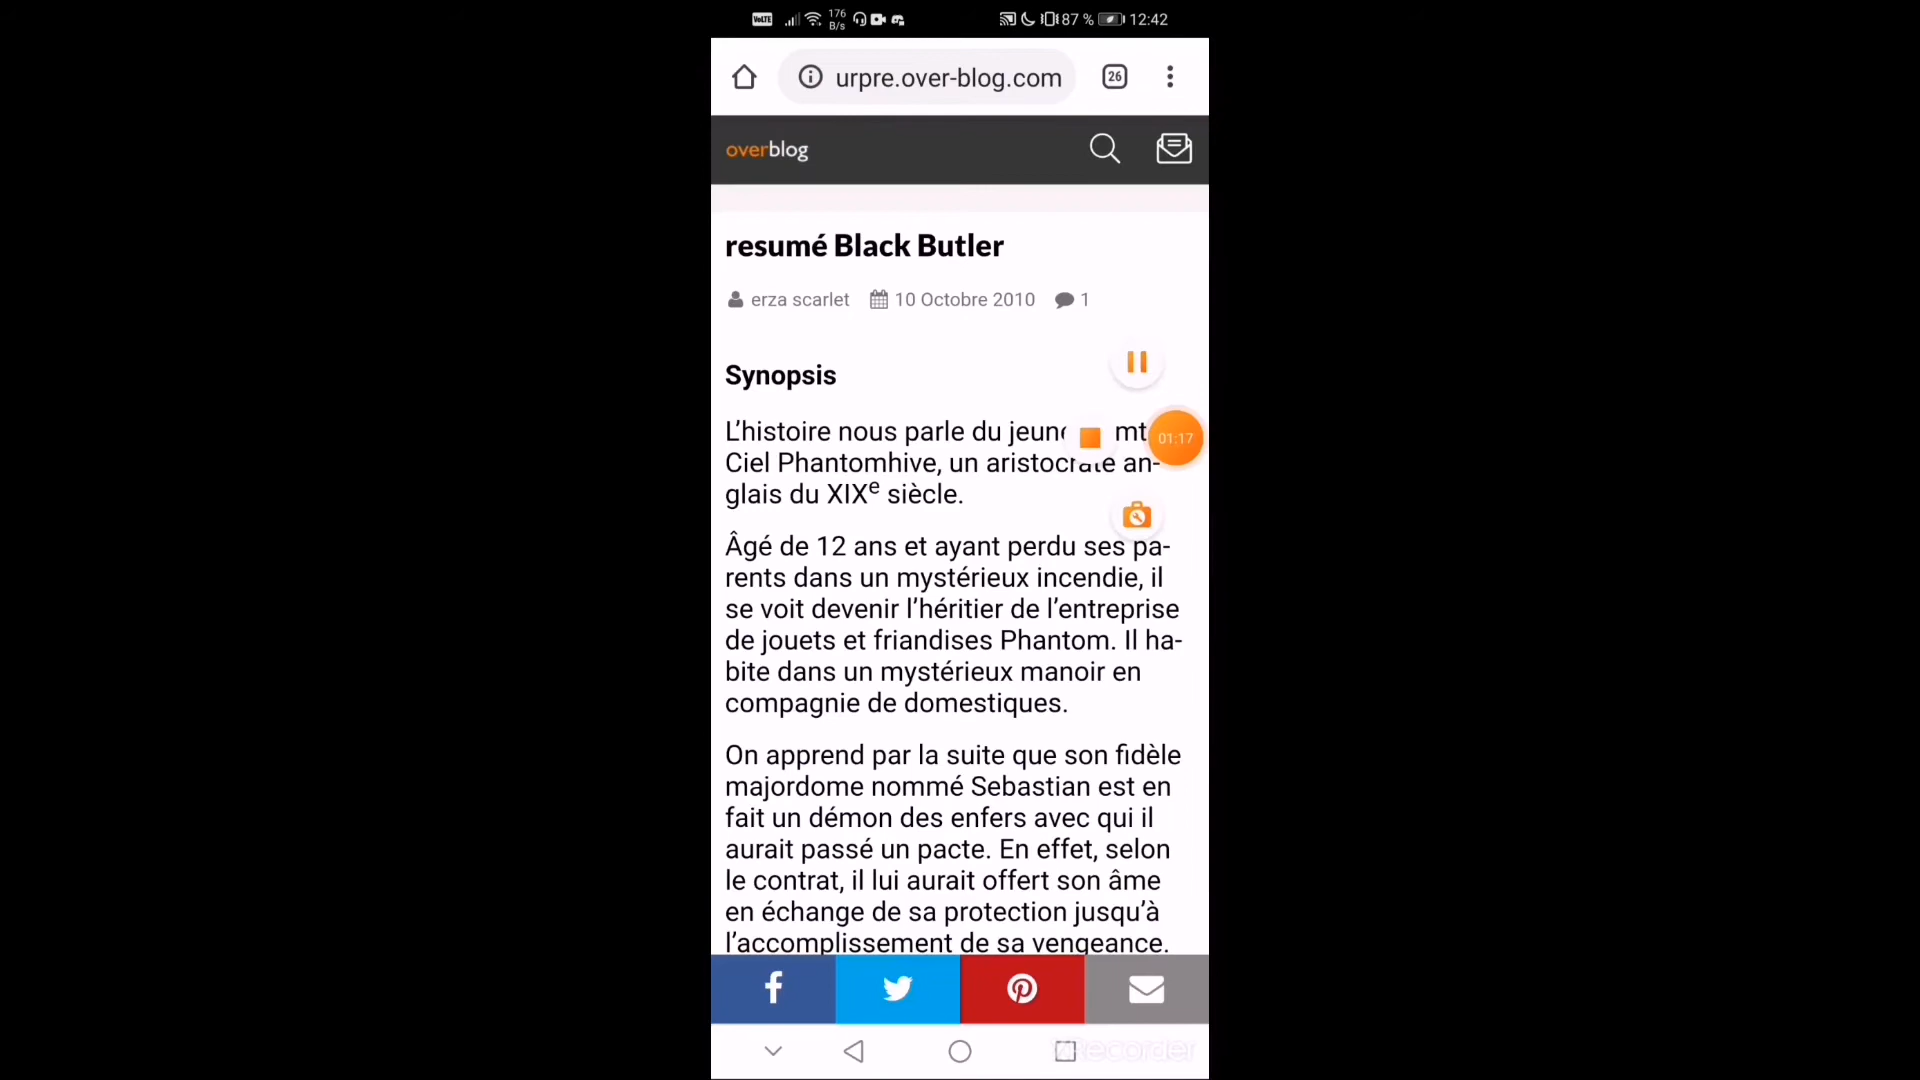 VoLTE 176 B/s 87 % 12:42
urpre.over-blog.com 26
overblog
resumé Black Butler
erza scarlet 10 Octobre 2010 1
Synopsis
L’histoire nous parle du jeune mt
01:17
Ciel Phantomhive, un aristocrate an-
glais du XIXe siècle.
Âgé de 12 ans et ayant perdu ses pa-
rents dans un mystérieux incendie, il
se voit devenir l’héritier de l’entreprise
de jouets et friandises Phantom. Il ha-
bite dans un mystérieux manoir en
compagnie de domestiques.
On apprend par la suite que son fidèle
majordome nommé Sebastian est en
fait un démon des enfers avec qui il
aurait passé un pacte. En effet, selon
le contrat, il lui aurait offert son âme
en échange de sa protection jusqu’à
l’accomplissement de sa vengeance.
Recorder